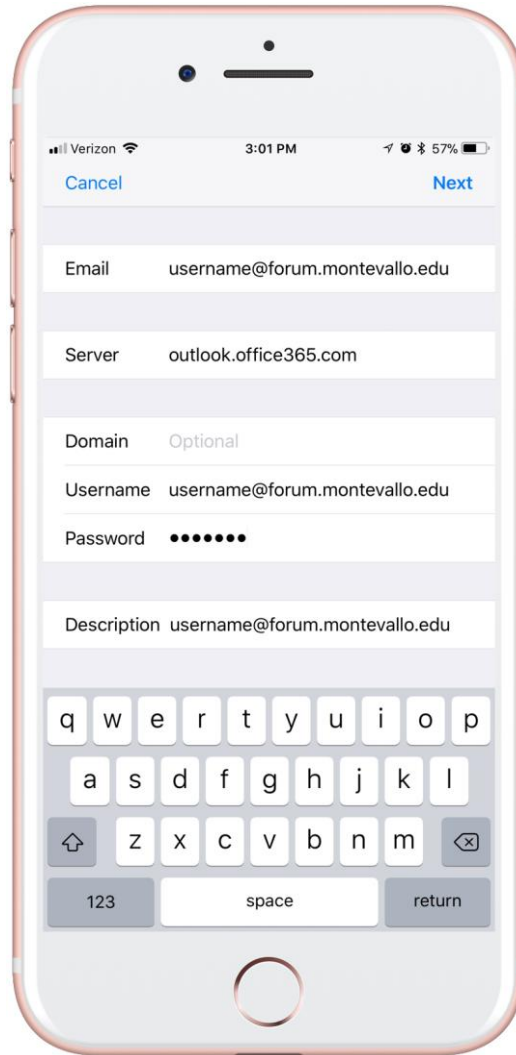 Verizon 3:01 PM 57%
Cancel Next
Email username@forum.montevallo.edu
Server outlook.office365.com
Domain Optional
Username username@forum.montevallo.edu
Password •••••••
Description username@forum.montevallo.edu
q w e r t y u i o p
a s d f g h j k l
z x c v b n m
123 space return